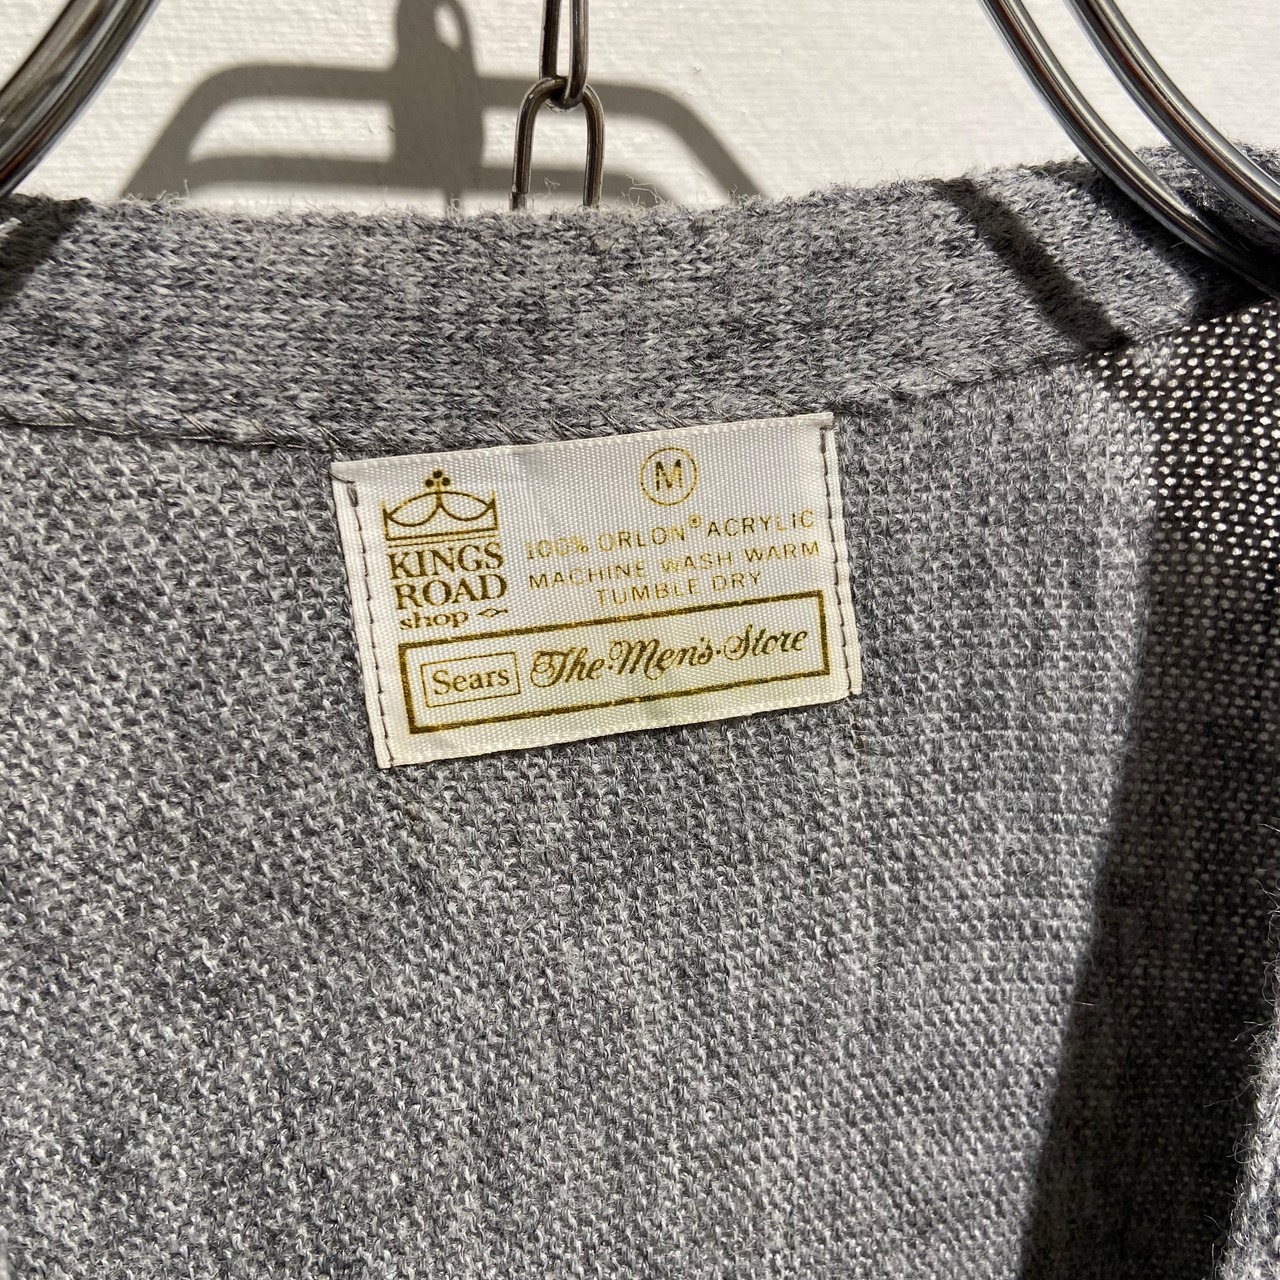 KINGS
ROAD
shop
M
100% ORLON® ACRYLIC
MACHINE WASH WARM
TUMBLE DRY
Sears The Men's Store